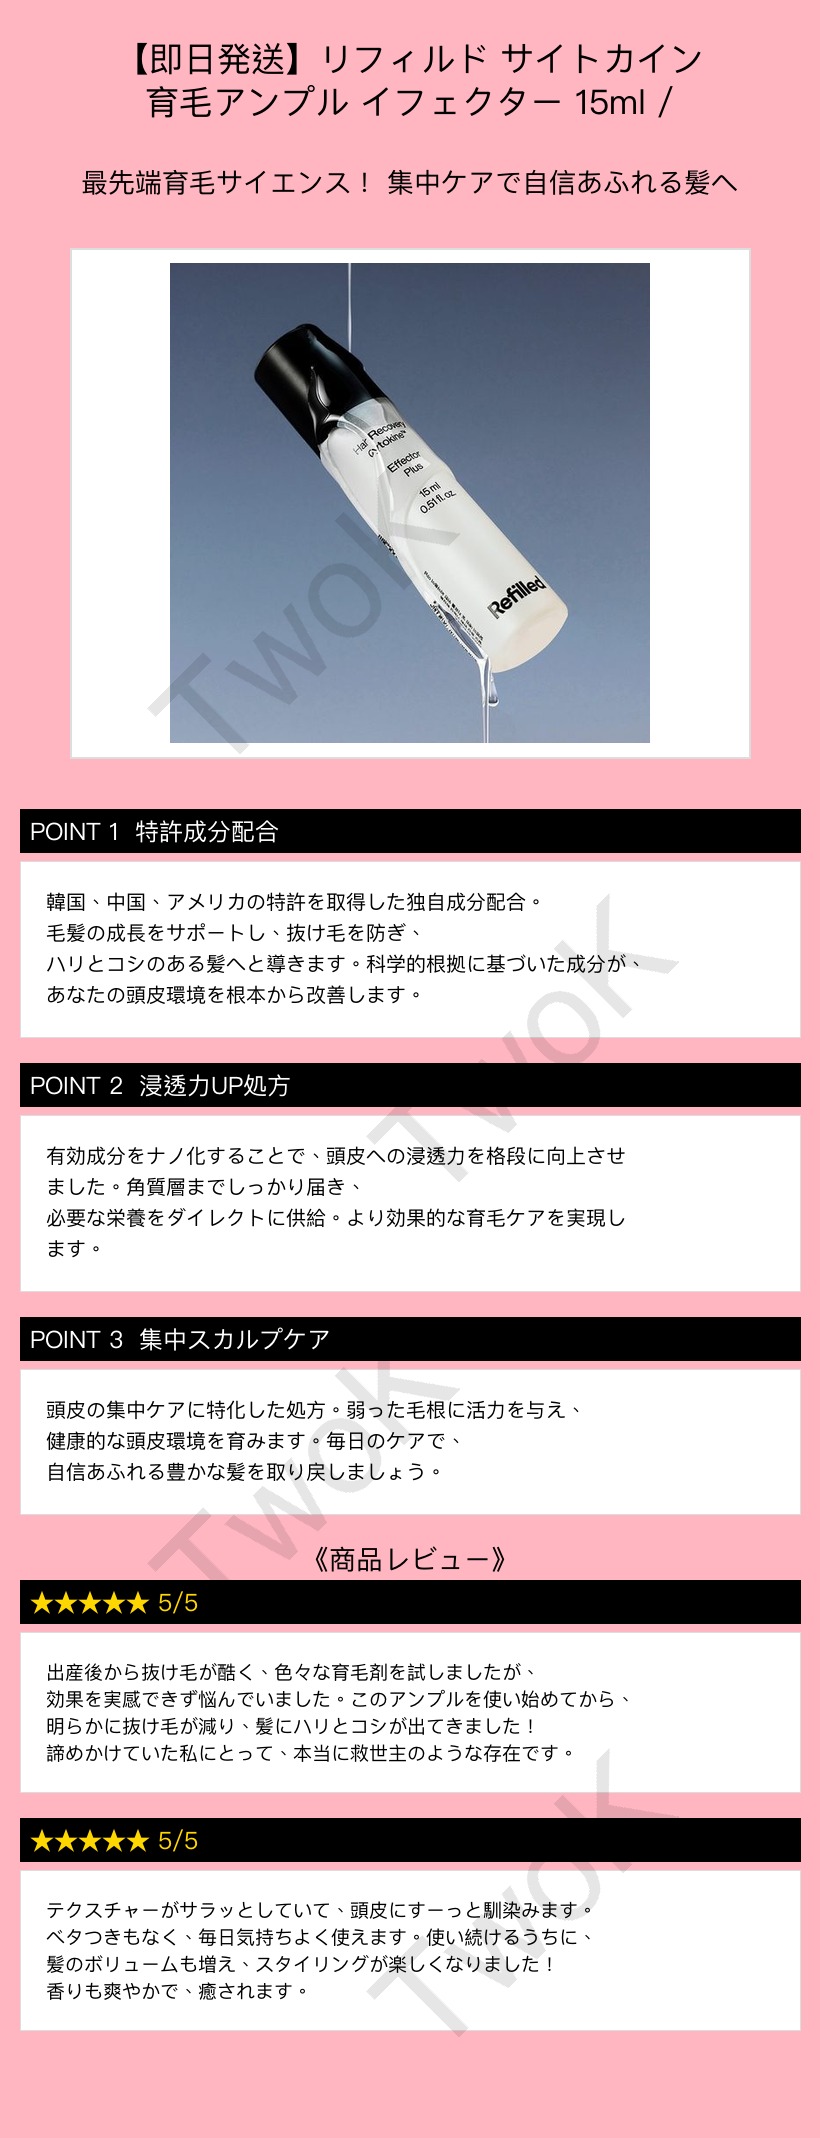 【即日発送】リフィルド サイトカイン
育毛アンプル イフェクター 15ml /
最先端育毛サイエンス！ 集中ケアで自信あふれる髪へ
Hair Recovery
Cytokine™
Effector
Plus
15 ml
0.51 fl. oz.
Refilled
TwoK
POINT 1 特許成分配合
韓国、中国、アメリカの特許を取得した独自成分配合。
毛髪の成長をサポートし、抜け毛を防ぎ、
ハリとコシのある髪へと導きます。科学的根拠に基づいた成分が、
あなたの頭皮環境を根本から改善します。
TwoK
POINT 2 浸透力UP処方
有効成分をナノ化することで、頭皮への浸透力を格段に向上させ
ました。角質層までしっかり届き、
必要な栄養をダイレクトに供給。より効果的な育毛ケアを実現し
ます。
POINT 3 集中スカルプケア
頭皮の集中ケアに特化した処方。弱った毛根に活力を与え、
健康的な頭皮環境を育みます。毎日のケアで、
自信あふれる豊かな髪を取り戻しましょう。
TwoK
《商品レビュー》
★★★★★ 5/5
出産後から抜け毛が酷く、色々な育毛剤を試しましたが、
効果を実感できず悩んでいました。このアンプルを使い始めてから、
明らかに抜け毛が減り、髪にハリとコシが出てきました！
諦めかけていた私にとって、本当に救世主のような存在です。
★★★★★ 5/5
テクスチャーがサラッとしていて、頭皮にすーっと馴染みます。
ベタつきもなく、毎日気持ちよく使えます。使い続けるうちに、
髪のボリュームも増え、スタイリングが楽しくなりました！
香りも爽やかで、癒されます。
TwoK